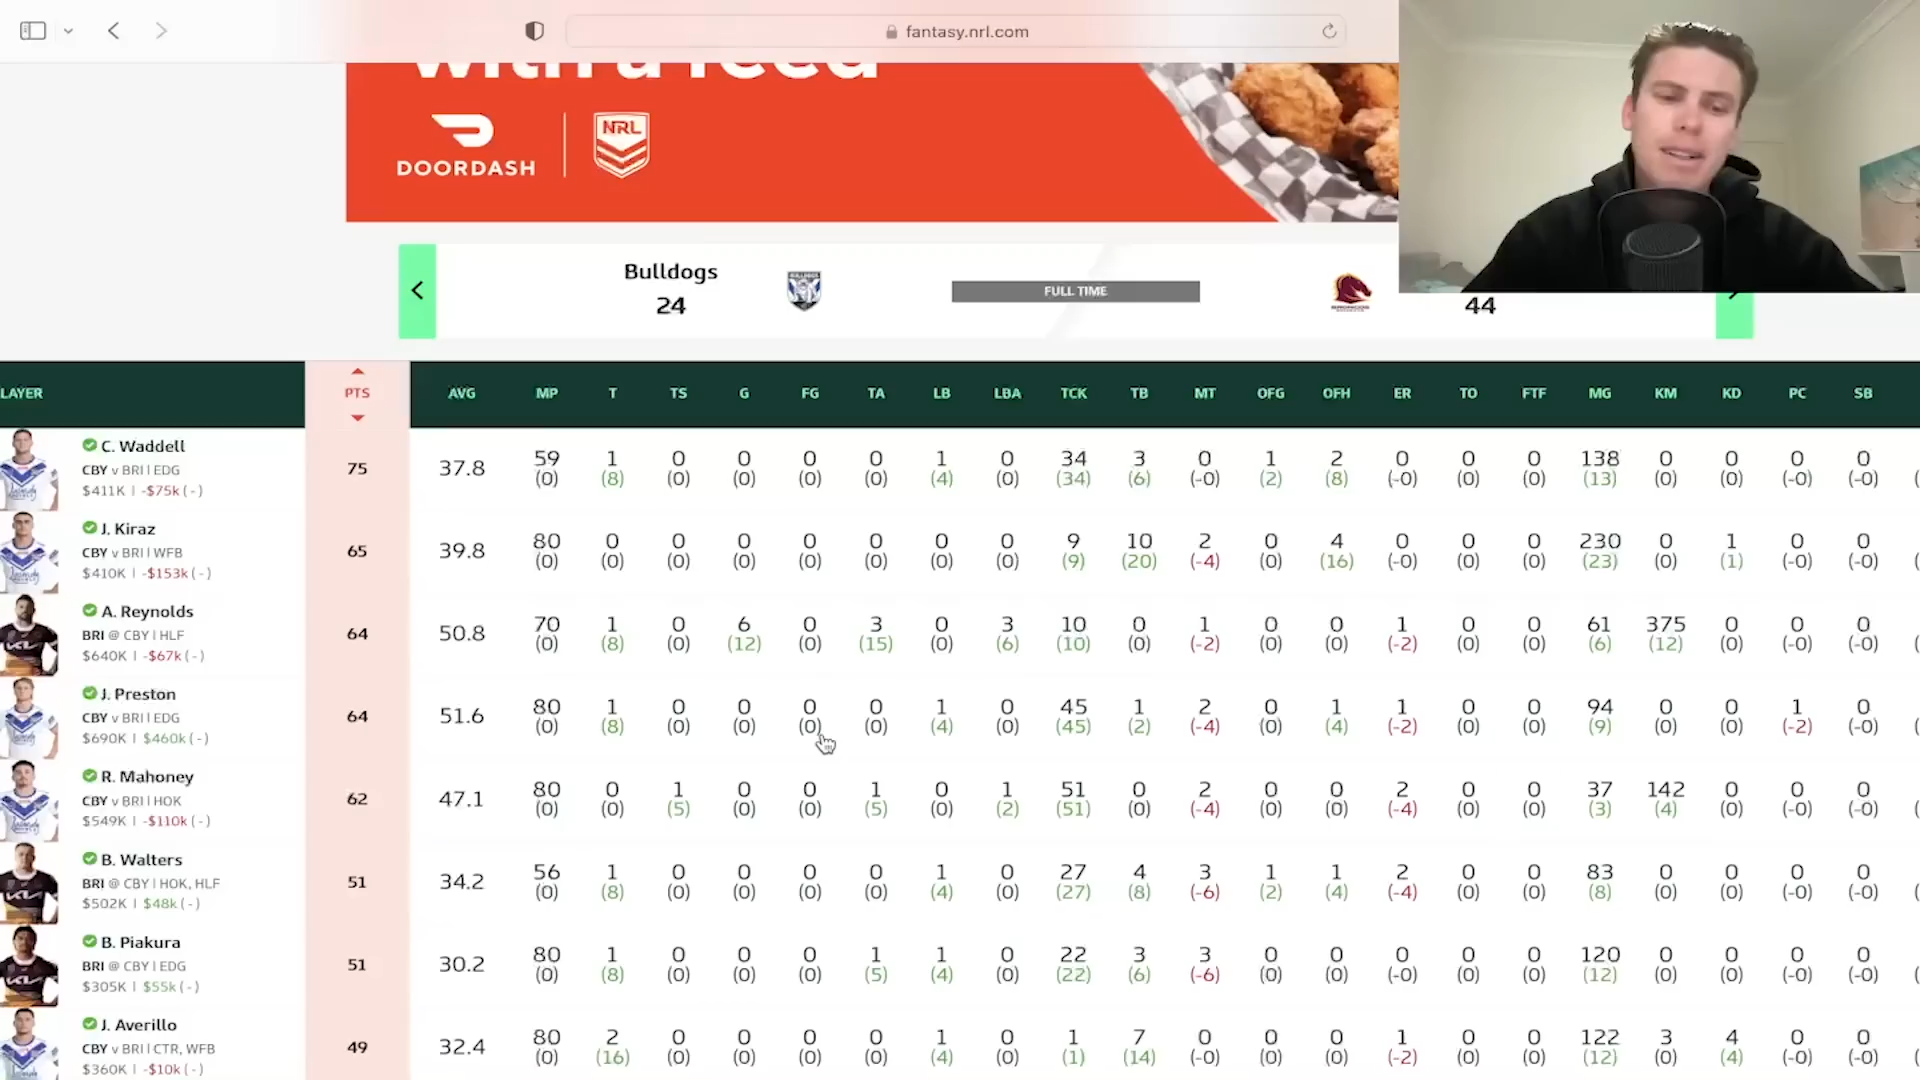 fantasy.nrl.com
with a feed
DOORDASH
NRL
Bulldogs
24
FULL TIME
44
LAYER PTS AVG MP T TS G FG TA LB LBA TCK TB MT OFG OFH ER TO FTF MG KM KD PC SB
C. Waddell
CBY v BRI | EDG
$411K | -$75k (-)
75 37.8 59 1 0 0 0 0 1 0 34 3 0 1 2 0 0 0 138 0 0 0 0
(0) (8) (0) (0) (0) (0) (4) (0) (34) (6) (-0) (2) (8) (-0) (0) (0) (13) (0) (0) (-0) (-0)
J. Kiraz
CBY v BRI | WFB
$410K | -$153k (-)
65 39.8 80 0 0 0 0 0 0 0 9 10 2 0 4 0 0 0 230 0 1 0 0
(0) (0) (0) (0) (0) (0) (0) (0) (9) (20) (-4) (0) (16) (-0) (0) (0) (23) (0) (1) (-0) (-0)
A. Reynolds
BRI @ CBY | HLF
$640K | -$67k (-)
64 50.8 70 1 0 6 0 3 0 3 10 0 1 0 0 1 0 0 61 375 0 0 0
(0) (8) (0) (12) (0) (15) (0) (6) (10) (0) (-2) (0) (0) (-2) (0) (0) (6) (12) (0) (-0) (-0)
J. Preston
CBY v BRI | EDG
$690K | $460k (-)
64 51.6 80 1 0 0 0 0 1 0 45 1 2 0 1 1 0 0 94 0 0 1 0
(0) (8) (0) (0) (0) (0) (4) (0) (45) (2) (-4) (0) (4) (-2) (0) (0) (9) (0) (0) (-2) (-0)
R. Mahoney
CBY v BRI | HOK
$549K | -$110k (-)
62 47.1 80 0 1 0 0 1 0 1 51 0 2 0 0 2 0 0 37 142 0 0 0
(0) (0) (5) (0) (0) (5) (0) (2) (51) (0) (-4) (0) (0) (-4) (0) (0) (3) (4) (0) (-0) (-0)
B. Walters
BRI @ CBY | HOK, HLF
$502K | $48k (-)
51 34.2 56 1 0 0 0 0 1 0 27 4 3 1 1 2 0 0 83 0 0 0 0
(0) (8) (0) (0) (0) (0) (4) (0) (27) (8) (-6) (2) (4) (-4) (0) (0) (8) (0) (0) (-0) (-0)
B. Piakura
BRI @ CBY | EDG
$305K | $55k (-)
51 30.2 80 1 0 0 0 1 1 0 22 3 3 0 0 0 0 0 120 0 0 0 0
(0) (8) (0) (0) (0) (5) (4) (0) (22) (6) (-6) (0) (0) (-0) (0) (0) (12) (0) (0) (-0) (-0)
J. Averillo
CBY v BRI | CTR, WFB
$360K | -$10k (-)
49 32.4 80 2 0 0 0 0 1 0 1 7 0 0 0 1 0 0 122 3 4 0 0
(0) (16) (0) (0) (0) (0) (4) (0) (1) (14) (-0) (0) (0) (-2) (0) (0) (12) (0) (4) (-0) (-0)